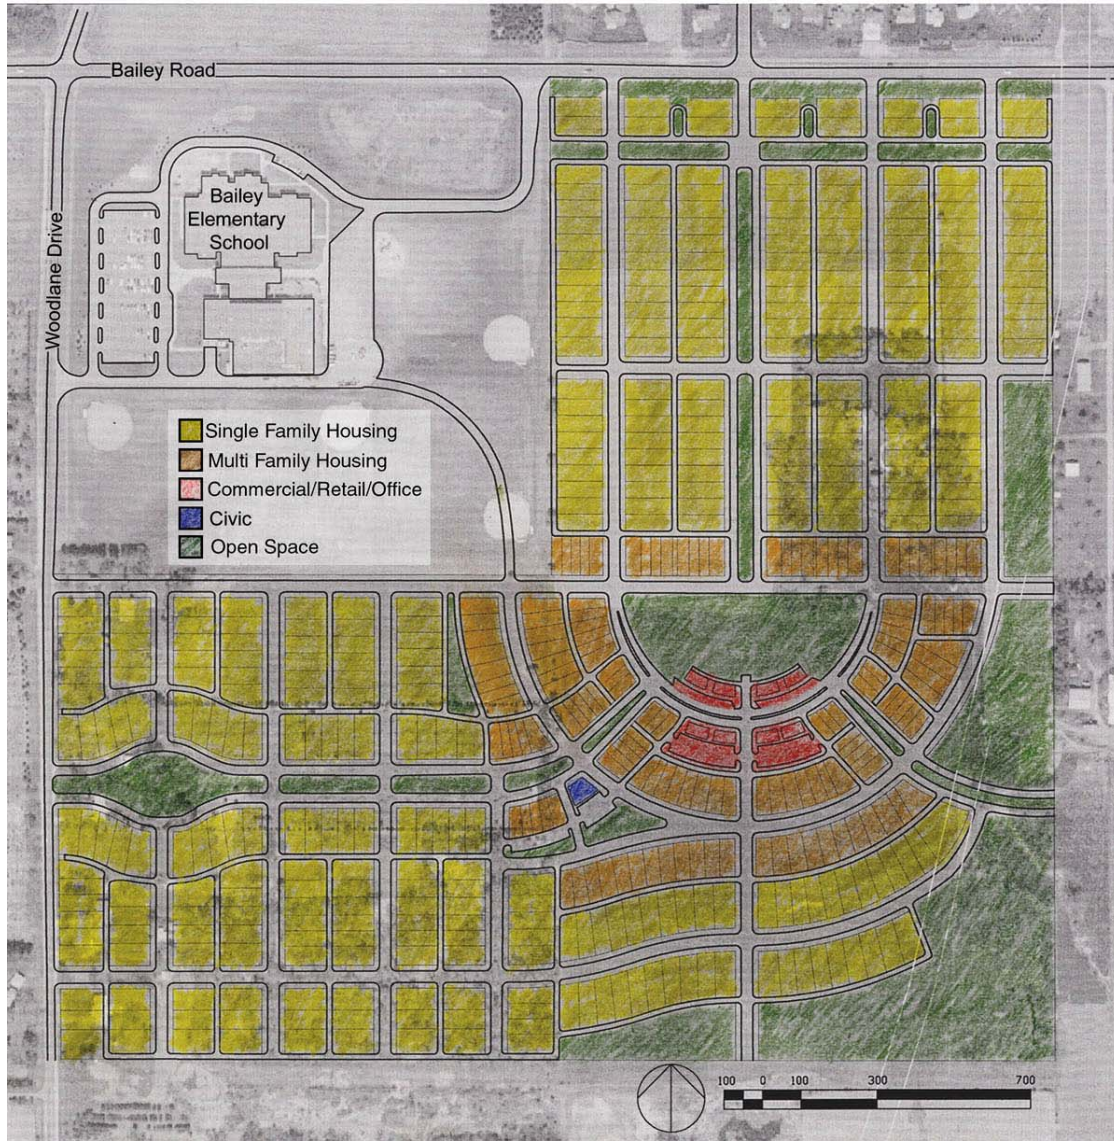 Bailey Road
Woodlane Drive
Bailey
Elementary
School
Single Family Housing
Multi Family Housing
Commercial/Retail/Office
Civic
Open Space
100 0 100 300 700